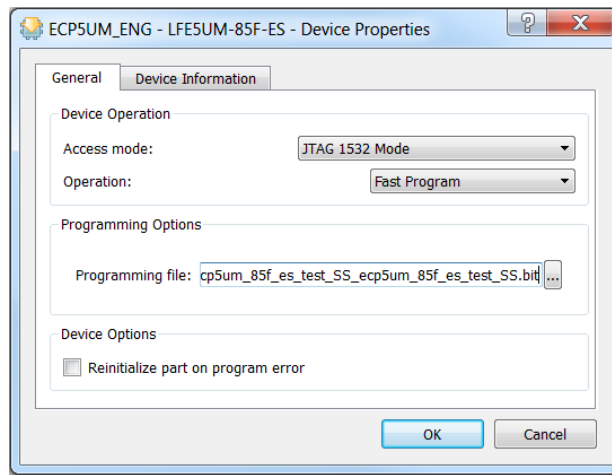 ECP5UM_ENG - LFE5UM-85F-ES - Device Properties
General Device Information
Device Operation
Access mode: JTAG 1532 Mode
Operation: Fast Program
Programming Options
Programming file: cp5um_85f_es_test_SS_ecp5um_85f_es_test_SS.bit ...
Device Options
Reinitialize part on program error
OK Cancel